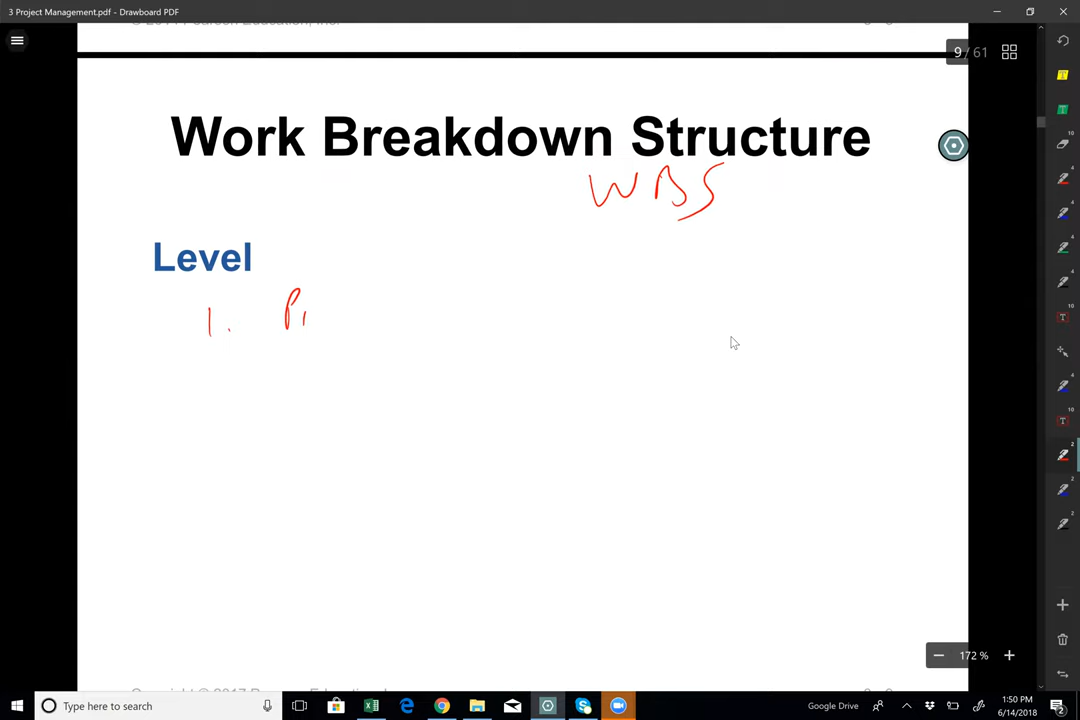 3 Project Management.pdf - Drawboard PDF
9 / 61
Work Breakdown Structure
WBS
Level
1.
172 %
Type here to search
Google Drive
1:50 PM
6/14/2018
2